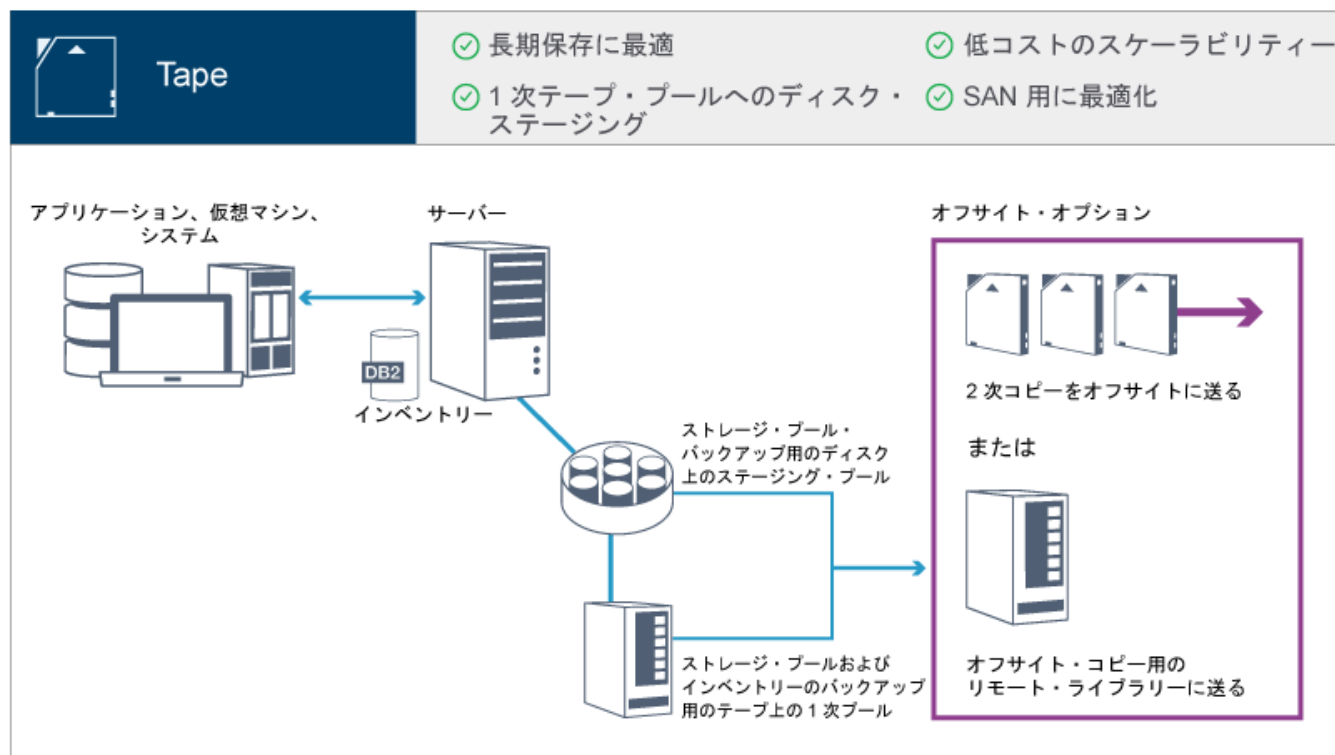 Tape
長期保存に最適
1 次テープ・プールへのディスク・
ステージング
低コストのスケーラビリティー
SAN 用に最適化
アプリケーション、仮想マシン、
システム
サーバー
DB2
インベントリー
ストレージ・プール・
バックアップ用のディスク
上のステージング・プール
ストレージ・プールおよび
インベントリーのバックアップ
用のテープ上の 1 次プール
オフサイト・オプション
2 次コピーをオフサイトに送る
または
オフサイト・コピー用の
リモート・ライブラリーに送る